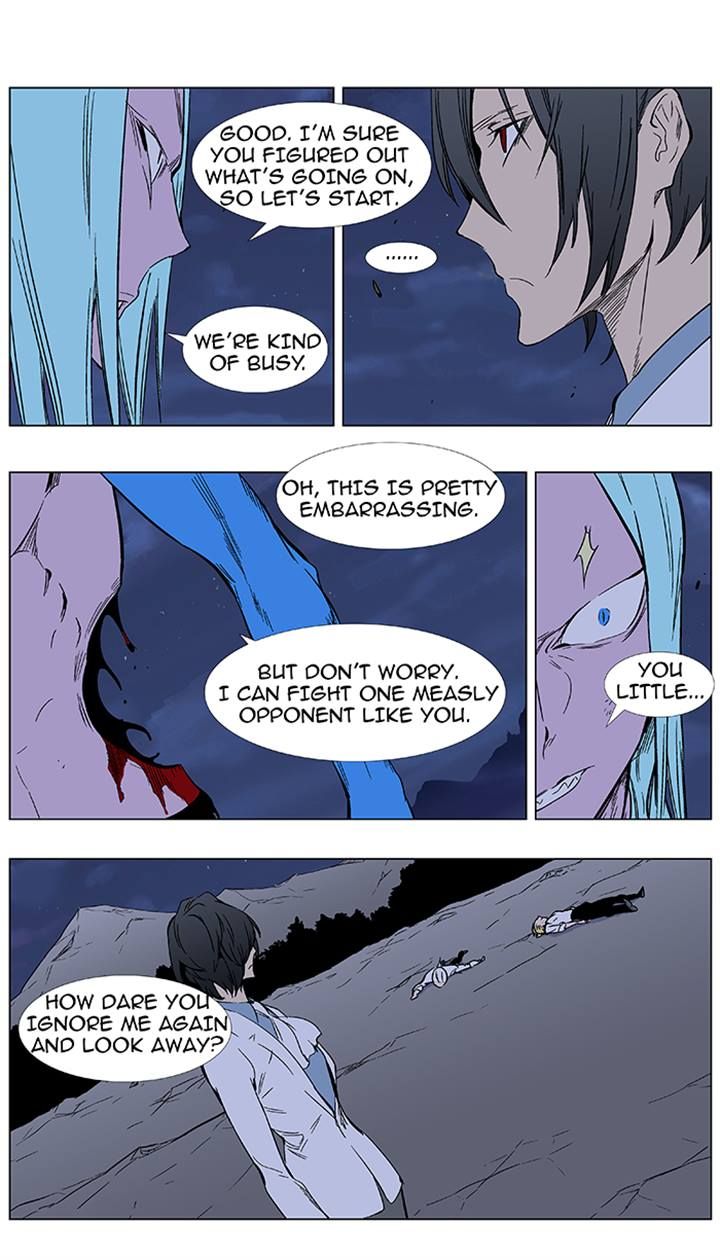 GOOD. I'M SURE
YOU FIGURED OUT
WHAT'S GOING ON,
SO LET'S START.
......
WE'RE KIND
OF BUSY.
OH, THIS IS PRETTY
EMBARRASSING.
BUT DON'T WORRY.
I CAN FIGHT ONE MEASLY
OPPONENT LIKE YOU.
YOU
LITTLE...
HOW DARE YOU
IGNORE ME AGAIN
AND LOOK AWAY?